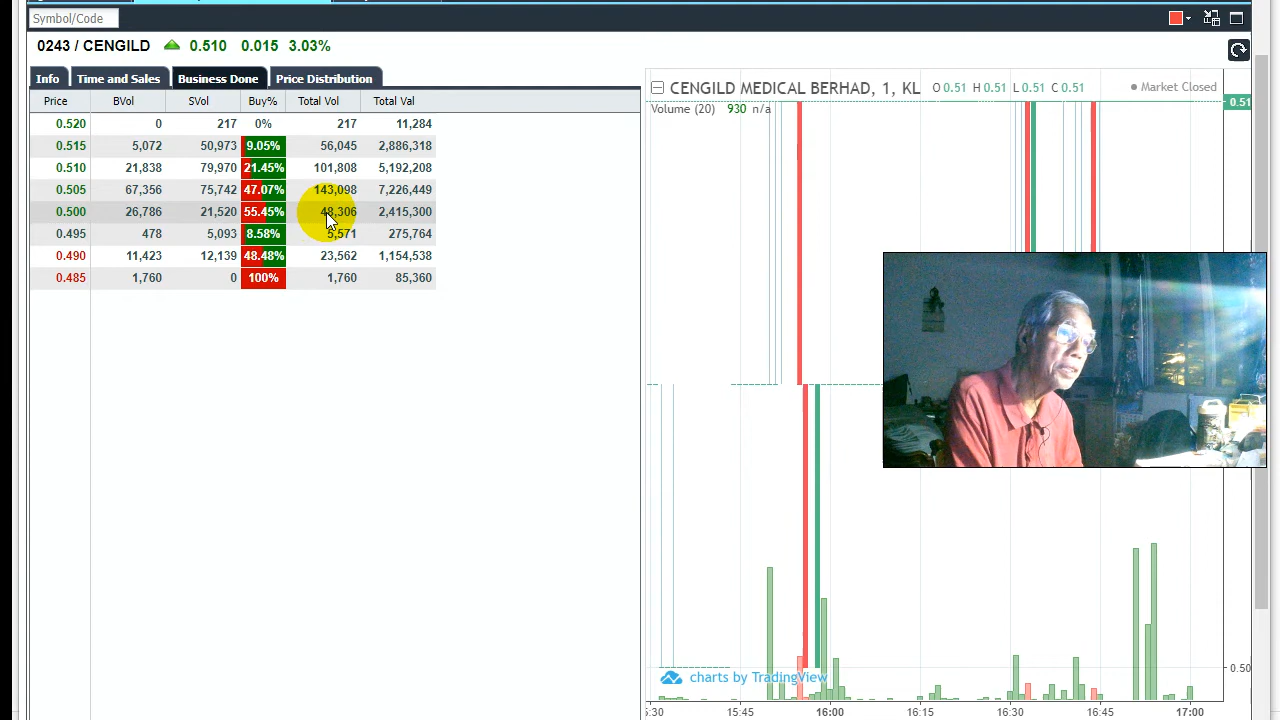 Symbol/Code
0243 / CENGILD 0.510 0.015 3.03%
Info Time and Sales Business Done Price Distribution
Price BVol SVol Buy% Total Vol Total Val
0.520 0 217 0% 217 11,284
0.515 5,072 50,973 9.05% 56,045 2,886,318
0.510 21,838 79,970 21.45% 101,808 5,192,208
0.505 67,356 75,742 47.07% 143,098 7,226,449
0.500 26,786 21,520 55.45% 48,306 2,415,300
0.495 478 5,093 8.58% 5,571 275,764
0.490 11,423 12,139 48.48% 23,562 1,154,538
0.485 1,760 0 100% 1,760 85,360
CENGILD MEDICAL BERHAD, 1, KL O 0.51 H 0.51 L 0.51 C 0.51 Market Closed
Volume (20) 930 n/a
0.51
0.50
charts by TradingView
5:30 15:45 16:00 16:15 16:30 16:45 17:00